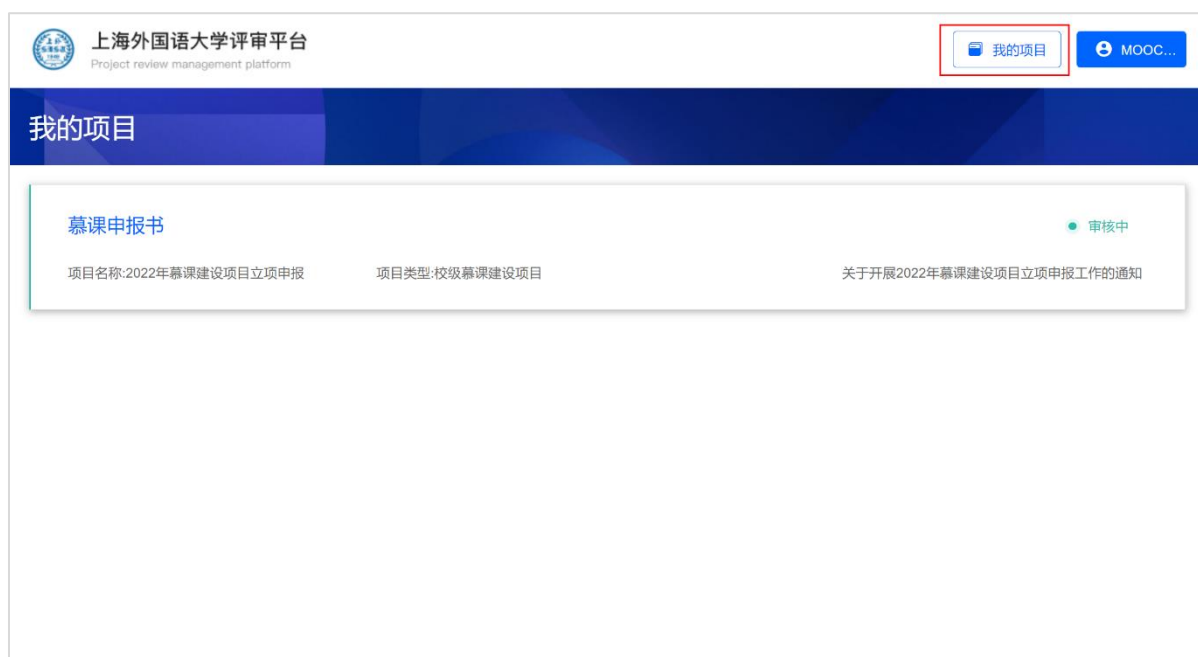 上海外国语大学评审平台
Project review management platform
我的项目
MOOC...
我的项目
慕课申报书
审核中
项目名称:2022年慕课建设项目立项申报
项目类型:校级慕课建设项目
关于开展2022年慕课建设项目立项申报工作的通知